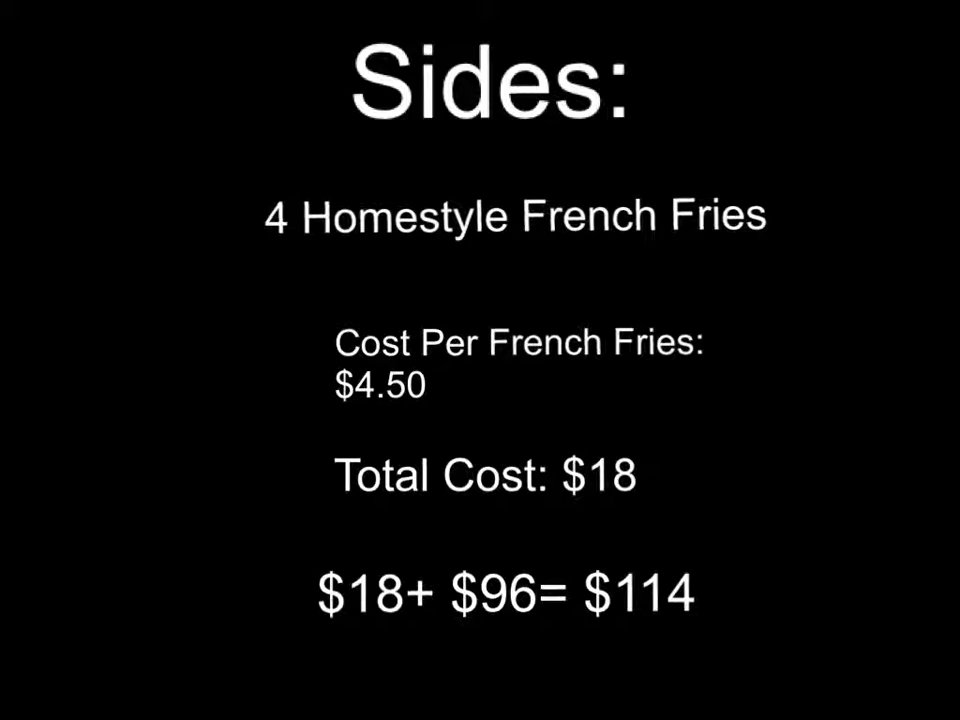 Sides:
4 Homestyle French Fries
Cost Per French Fries:
$4.50
Total Cost: $18
$18+ $96= $114